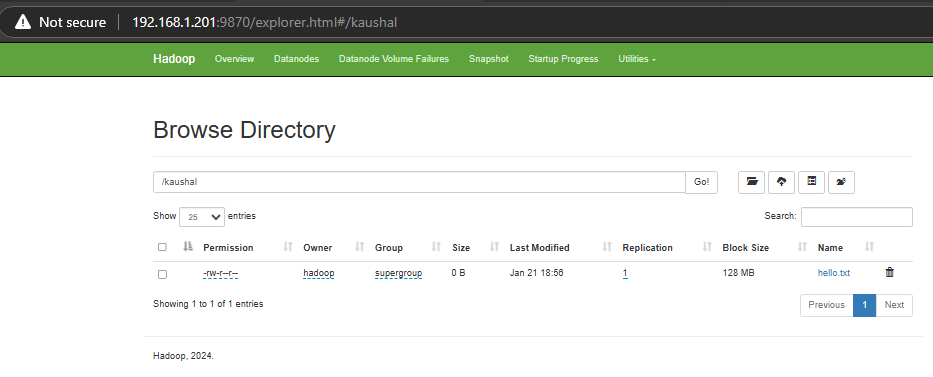 Not secure 192.168.1.201:9870/explorer.html#/kaushal
Hadoop Overview Datanodes Datanode Volume Failures Snapshot Startup Progress Utilities
Browse Directory
/kaushal Go!
Show 25 entries Search:
Permission Owner Group Size Last Modified Replication Block Size Name
-rw-r--r-- hadoop supergroup 0 B Jan 21 18:56 1 128 MB hello.txt
Showing 1 to 1 of 1 entries Previous 1 Next
Hadoop, 2024.